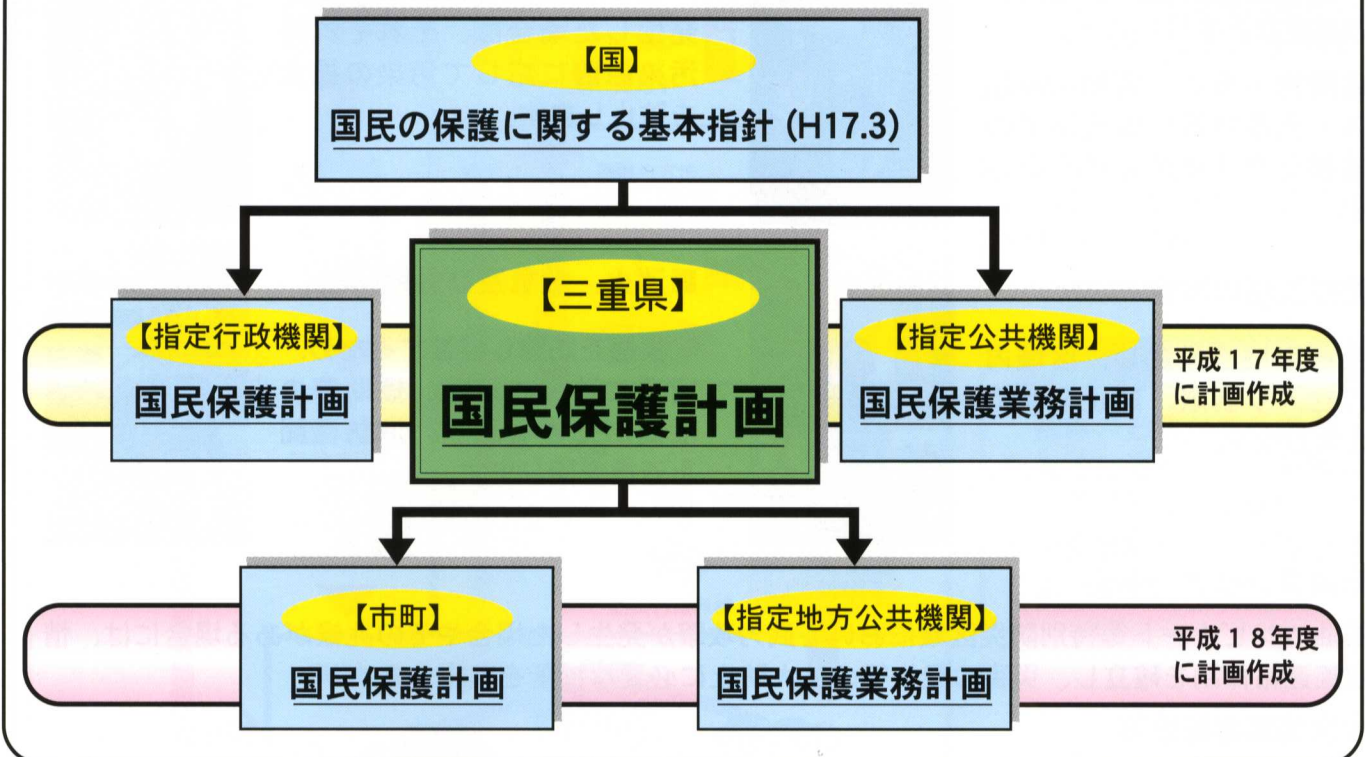 【国】
国民の保護に関する基本指針 (H17.3)
【三重県】
国民保護計画
【指定行政機関】
国民保護計画
【指定公共機関】
国民保護業務計画
平成17年度
に計画作成
【市町】
国民保護計画
【指定地方公共機関】
国民保護業務計画
平成18年度
に計画作成